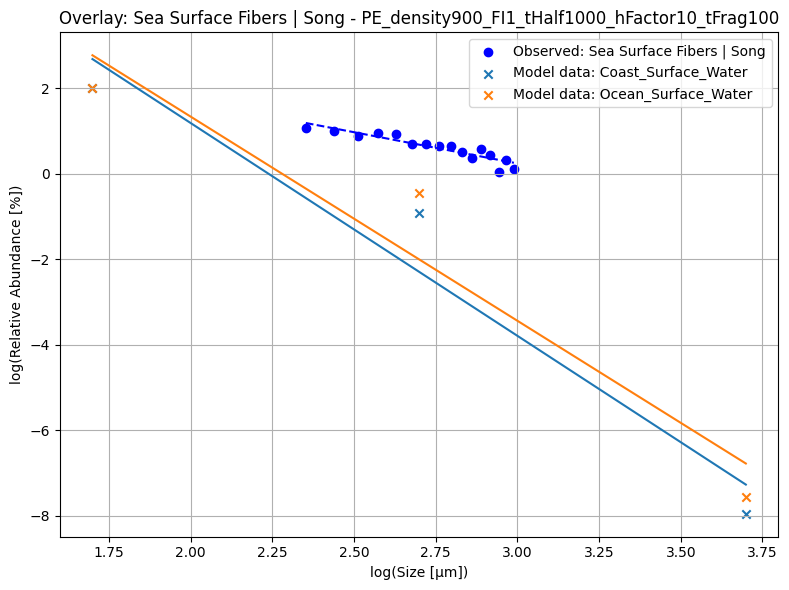 Overlay: Sea Surface Fibers | Song - PE_density900_FI1_tHalf1000_hFactor10_tFrag100
Observed: Sea Surface Fibers | Song
Model data: Coast_Surface_Water
Model data: Ocean_Surface_Water
log(Relative Abundance [%])
2
0
−2
−4
−6
−8
1.75 2.00 2.25 2.50 2.75 3.00 3.25 3.50 3.75
log(Size [µm])